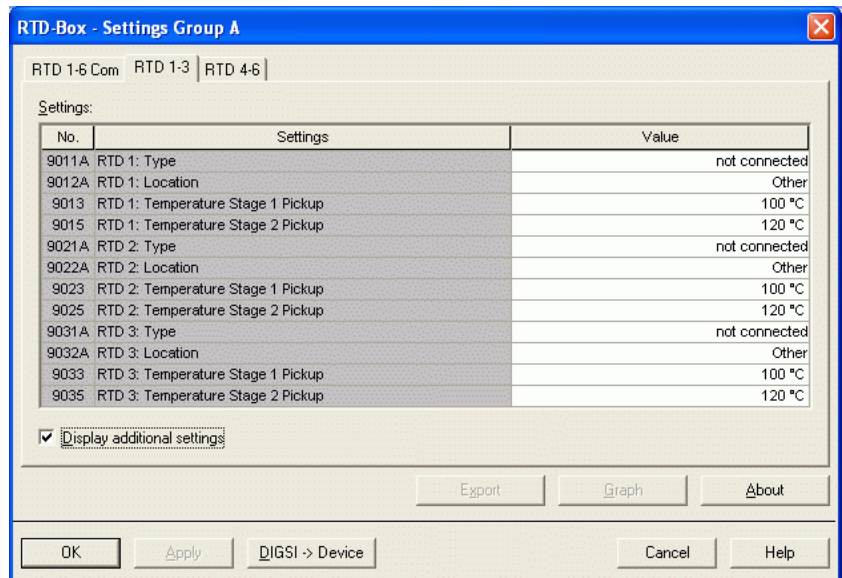 RTD-Box - Settings Group A
RTD 1-6 Com RTD 1-3 RTD 4-6
Settings:
No. Settings Value
9011A RTD 1: Type not connected
9012A RTD 1: Location Other
9013 RTD 1: Temperature Stage 1 Pickup 100 °C
9015 RTD 1: Temperature Stage 2 Pickup 120 °C
9021A RTD 2: Type not connected
9022A RTD 2: Location Other
9023 RTD 2: Temperature Stage 1 Pickup 100 °C
9025 RTD 2: Temperature Stage 2 Pickup 120 °C
9031A RTD 3: Type not connected
9032A RTD 3: Location Other
9033 RTD 3: Temperature Stage 1 Pickup 100 °C
9035 RTD 3: Temperature Stage 2 Pickup 120 °C
Display additional settings
Export Graph About
OK Apply DIGSI -> Device Cancel Help